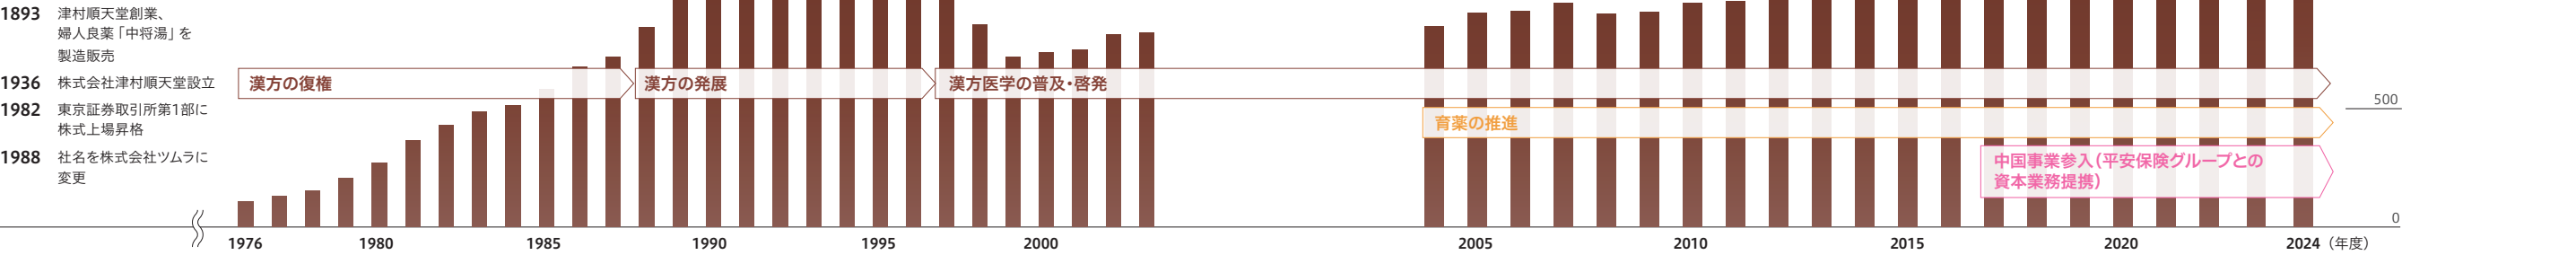 1893 津村順天堂創業、
婦人良薬「中将湯」を
製造販売
1936 株式会社津村順天堂設立
1982 東京証券取引所第1部に
株式上場昇格
1988 社名を株式会社ツムラに
変更
漢方の復権 漢方の発展 漢方医学の普及・啓発
育薬の推進
中国事業参入（平安保険グループとの
資本業務提携）
500
0
1976 1980 1985 1990 1995 2000 2005 2010 2015 2020 2024（年度）